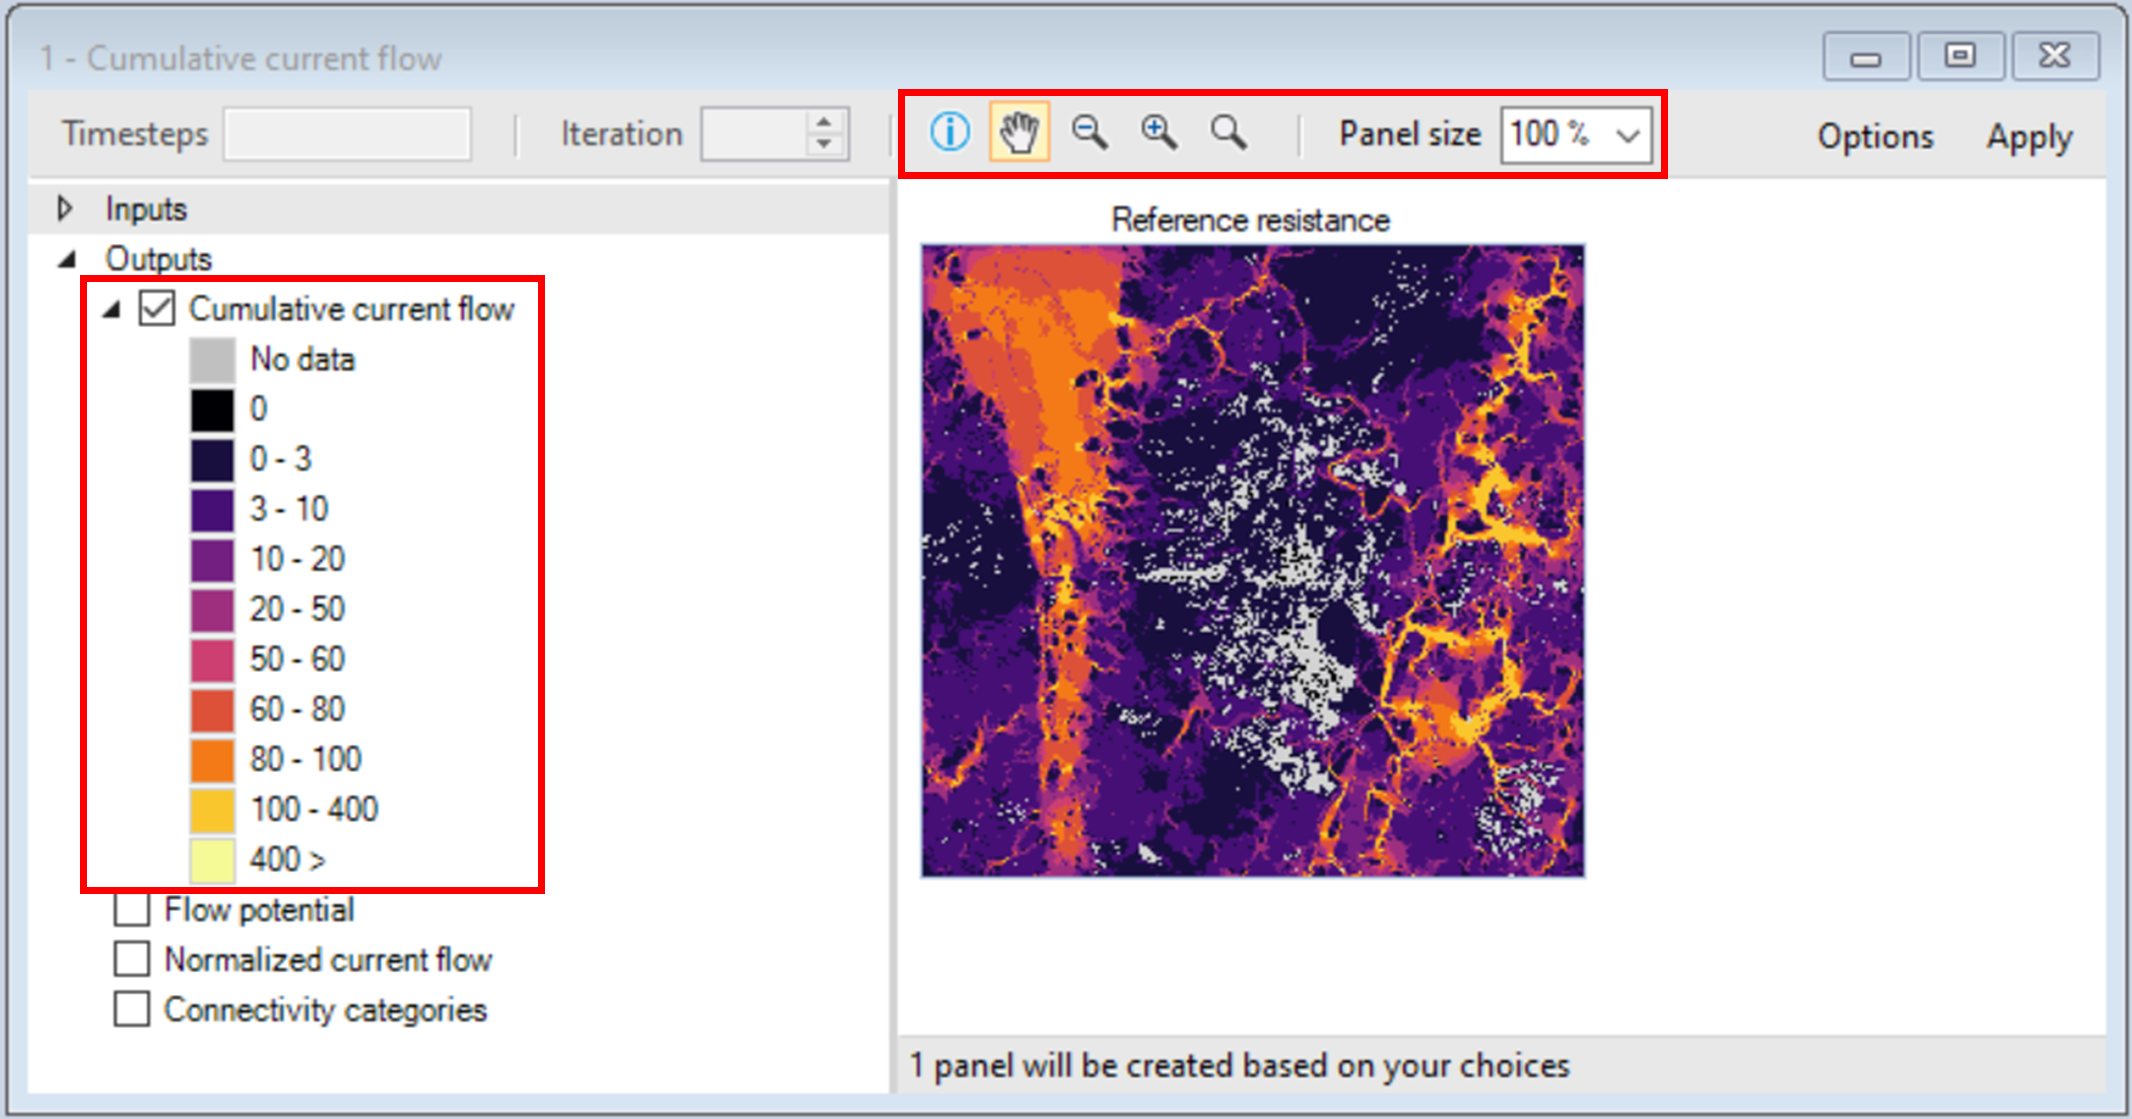 1 - Cumulative current flow
Timesteps Iteration Panel size 100 % Options Apply
Inputs
Outputs
Cumulative current flow
No data
0
0 - 3
3 - 10
10 - 20
20 - 50
50 - 60
60 - 80
80 - 100
100 - 400
400 >
Flow potential
Normalized current flow
Connectivity categories
Reference resistance
1 panel will be created based on your choices